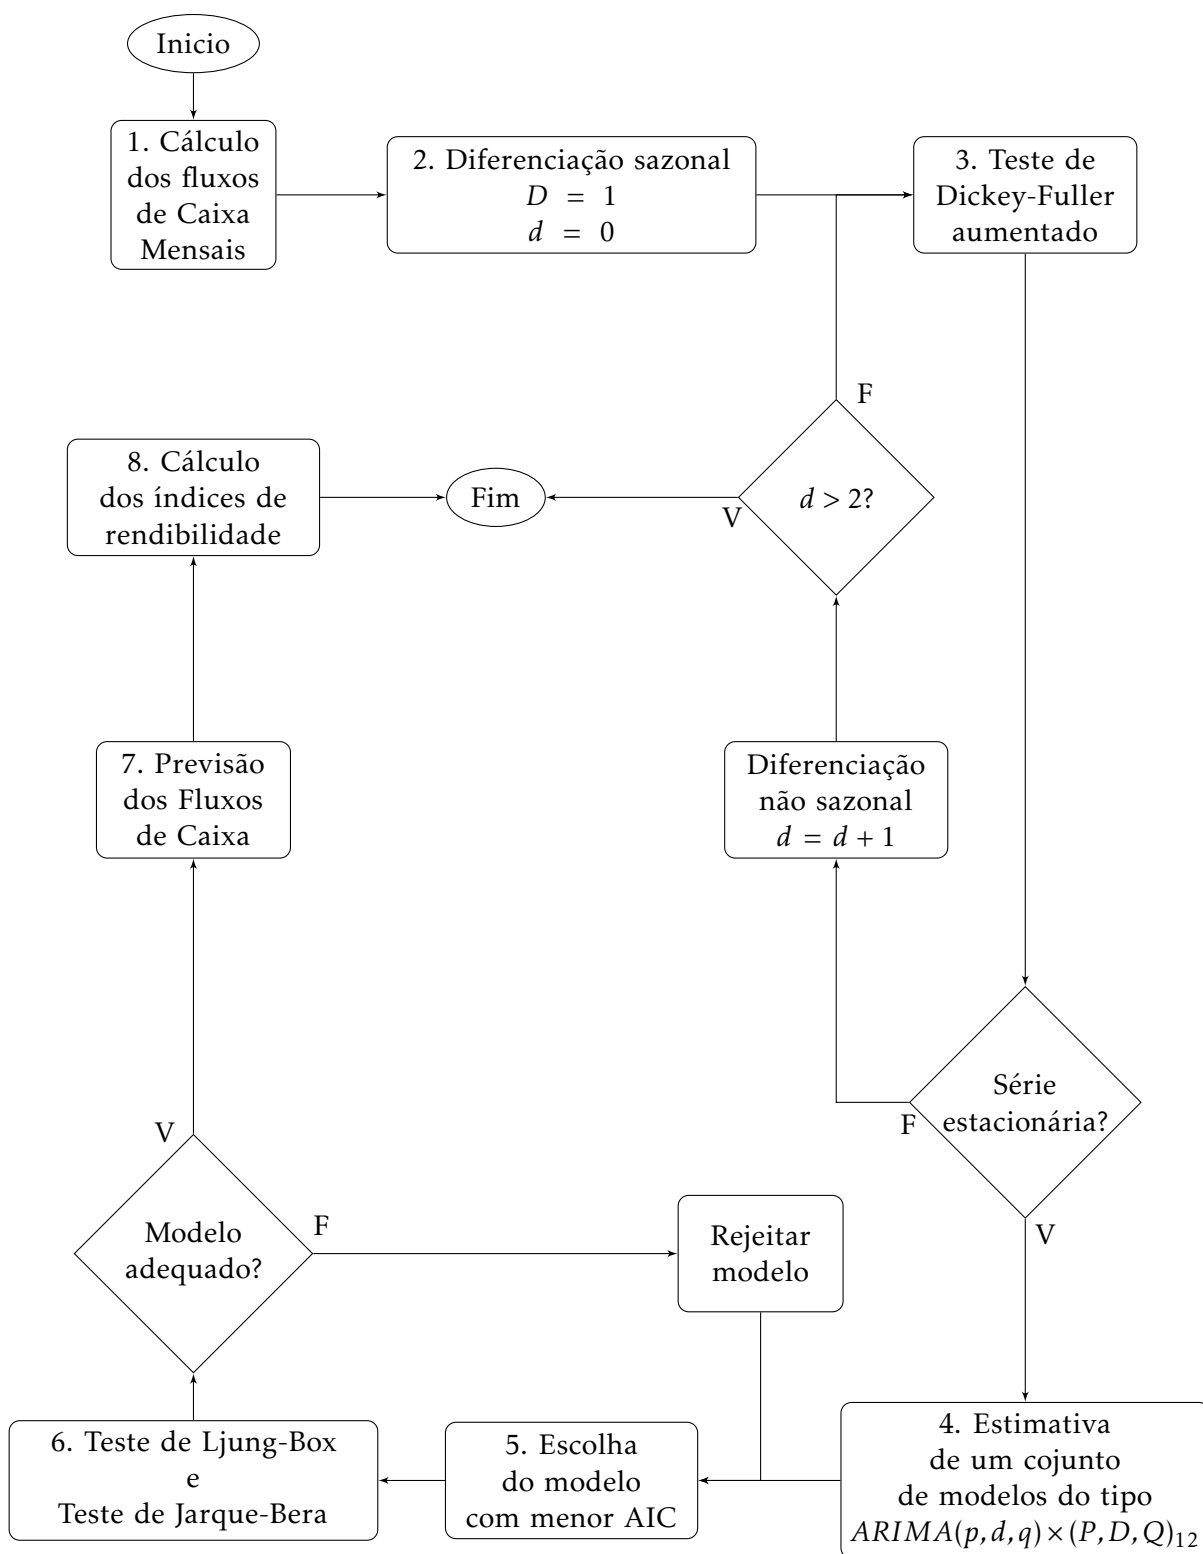 Inicio
1. Cálculo
dos fluxos
de Caixa
Mensais
2. Diferenciação sazonal
D = 1
d = 0
3. Teste de
Dickey-Fuller
aumentado
F
8. Cálculo
dos índices de
rendibilidade
Fim
V
d > 2?
7. Previsão
dos Fluxos
de Caixa
Diferenciação
não sazonal
d = d + 1
Série
estacionária?
F
V
V
Modelo
adequado?
F
Rejeitar
modelo
6. Teste de Ljung-Box
e
Teste de Jarque-Bera
5. Escolha
do modelo
com menor AIC
4. Estimativa
de um cojunto
de modelos do tipo
ARIMA(p,d,q)×(P,D,Q)₁₂